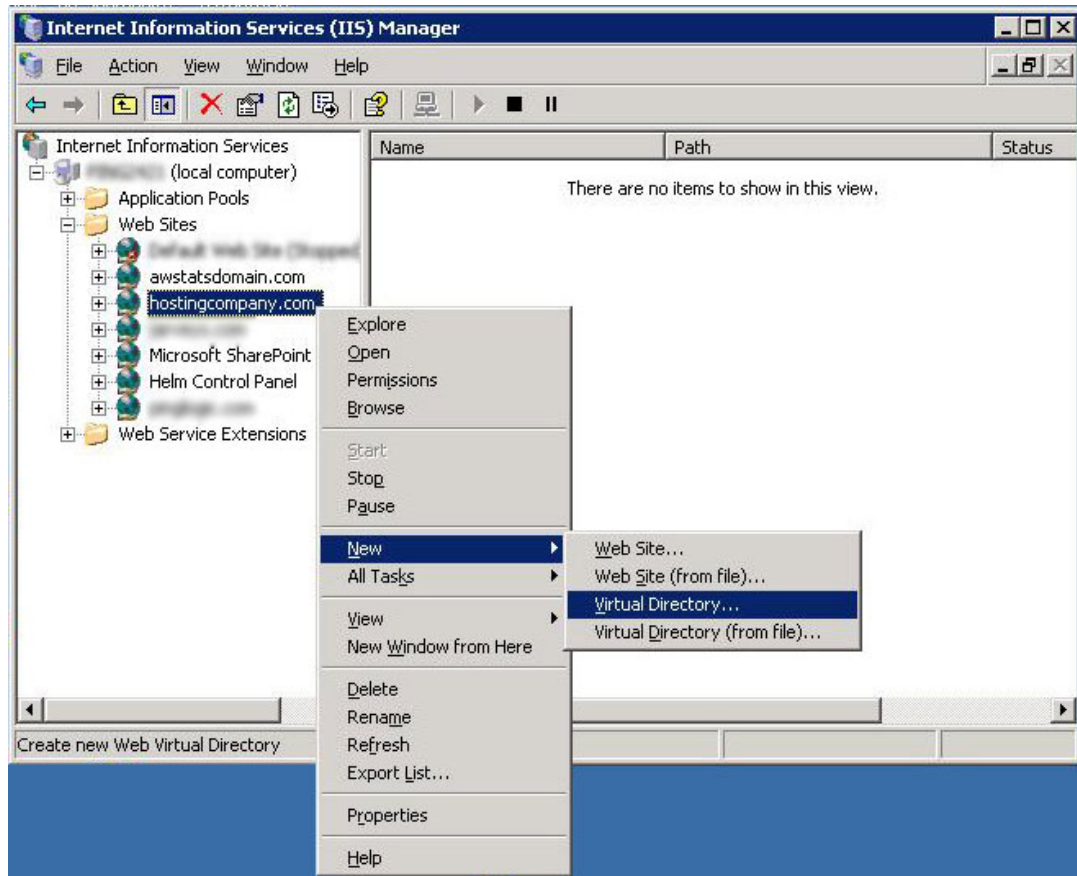 Internet Information Services (IIS) Manager
File Action View Window Help
Internet Information Services
(local computer)
Application Pools
Web Sites
awstatsdomain.com
hostingcompany.com
Microsoft SharePoint
Helm Control Panel
Web Service Extensions
Name Path Status
There are no items to show in this view.
Explore
Open
Permissions
Browse
Start
Stop
Pause
New
All Tasks
View
New Window from Here
Delete
Rename
Refresh
Export List...
Properties
Help
Web Site...
Web Site (from file)...
Virtual Directory...
Virtual Directory (from file)...
Create new Web Virtual Directory